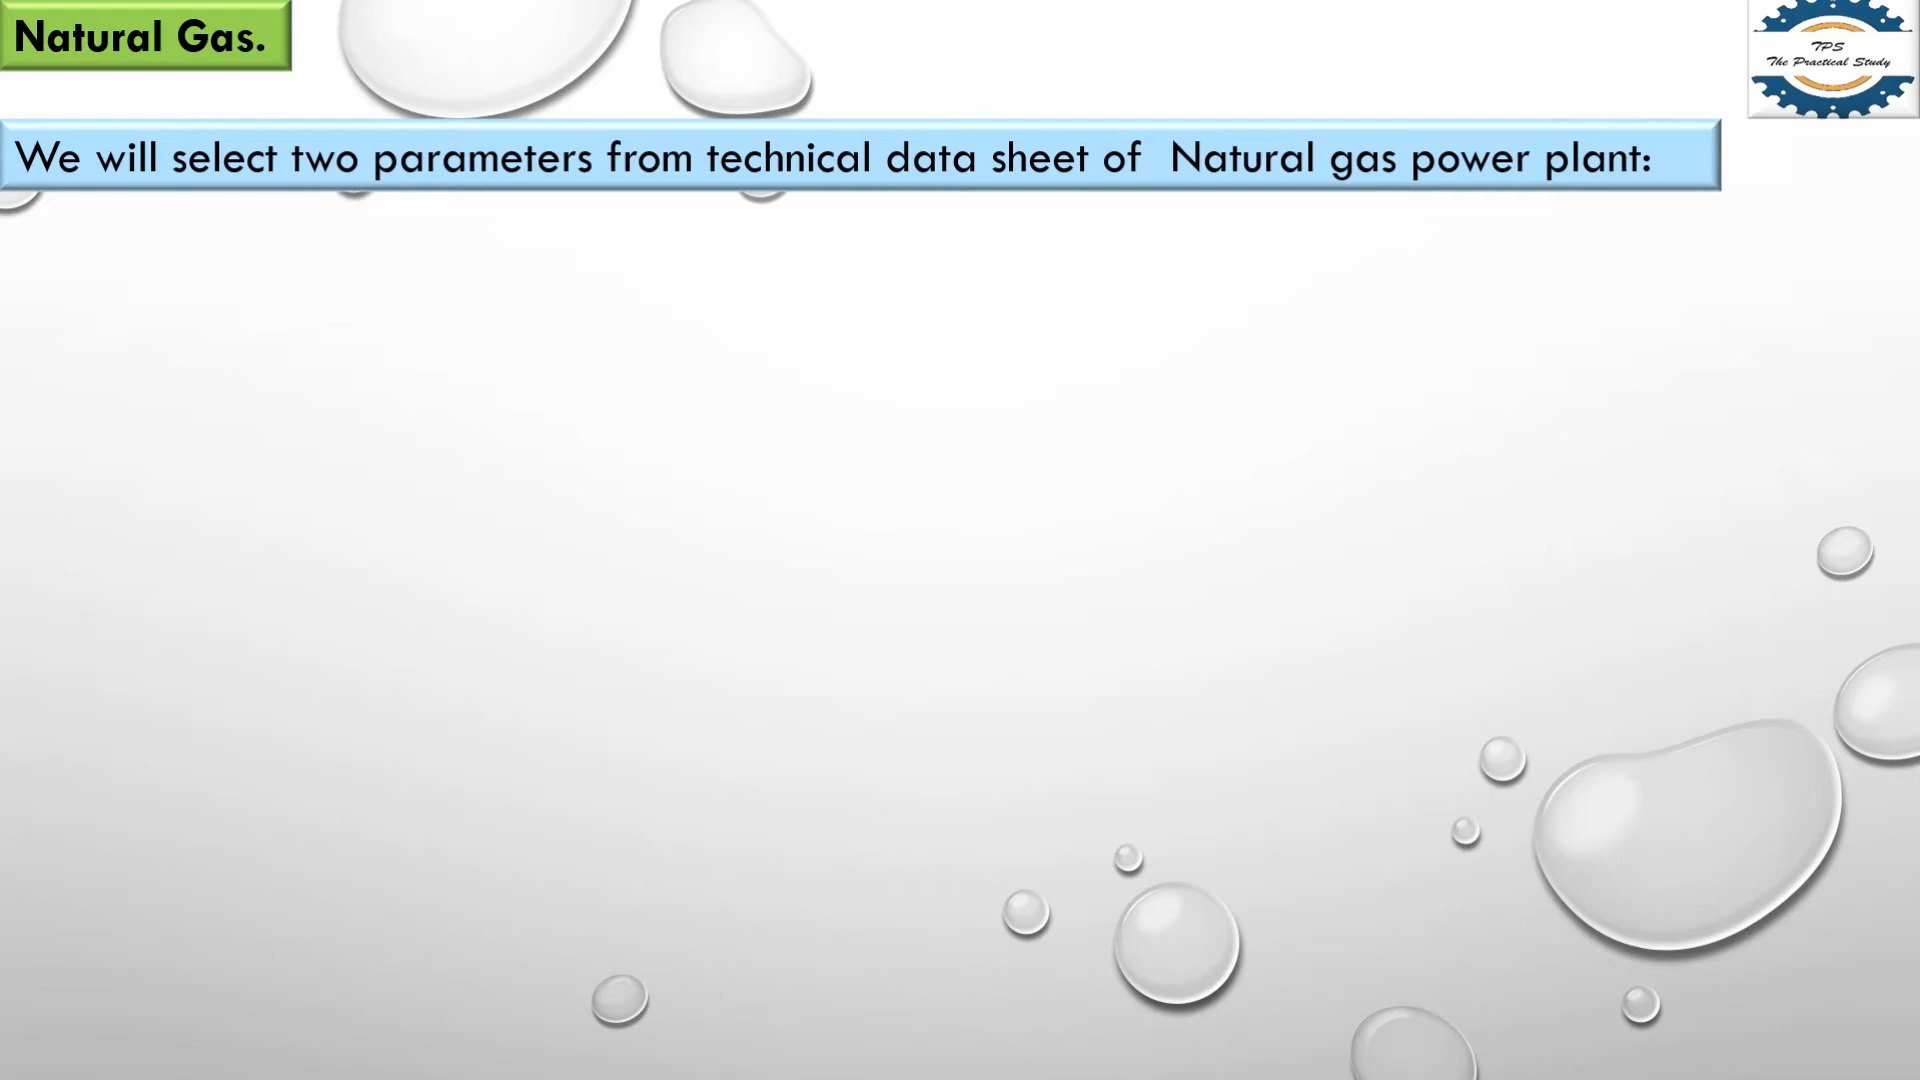 Natural Gas.
TPS
The Practical Study
We will select two parameters from technical data sheet of  Natural gas power plant: